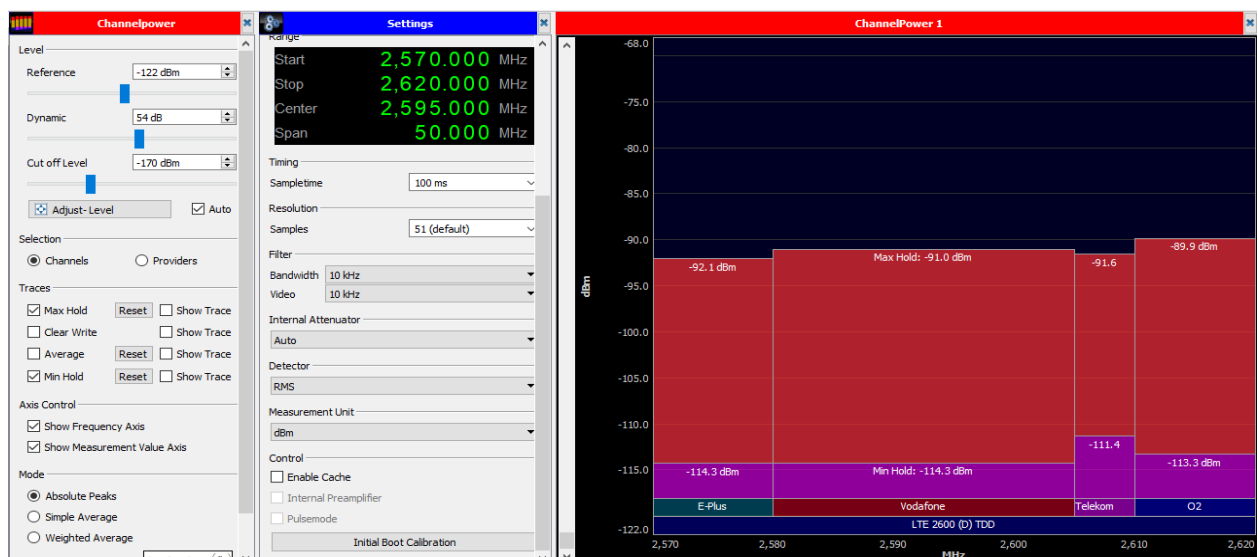 Channelpower
Level
Reference -122 dBm
Dynamic 54 dB
Cut off Level -170 dBm
Adjust-Level Auto
Selection
Channels Providers
Traces
Max Hold Reset Show Trace
Clear Write Show Trace
Average Reset Show Trace
Min Hold Reset Show Trace
Axis Control
Show Frequency Axis
Show Measurement Value Axis
Mode
Absolute Peaks
Simple Average
Weighted Average
Settings
Range
Start 2,570.000 MHz
Stop 2,620.000 MHz
Center 2,595.000 MHz
Span 50.000 MHz
Timing
Sampletime 100 ms
Resolution
Samples 51 (default)
Filter
Bandwidth 10 kHz
Video 10 kHz
Internal Attenuator
Auto
Detector
RMS
Measurement Unit
dBm
Control
Enable Cache
Internal Preamplifier
Pulsemode
Initial Boot Calibration
ChannelPower 1
-68.0
-75.0
-80.0
-85.0
-90.0
-95.0
-100.0
-105.0
-110.0
-115.0
-122.0
dBm
-92.1 dBm
Max Hold: -91.0 dBm
-91.6
-89.9 dBm
-114.3 dBm
Min Hold: -114.3 dBm
-111.4
-113.3 dBm
E-Plus Vodafone Telekom O2
LTE 2600 (D) TDD
2,570 2,580 2,590 2,600 2,610 2,620
MHz